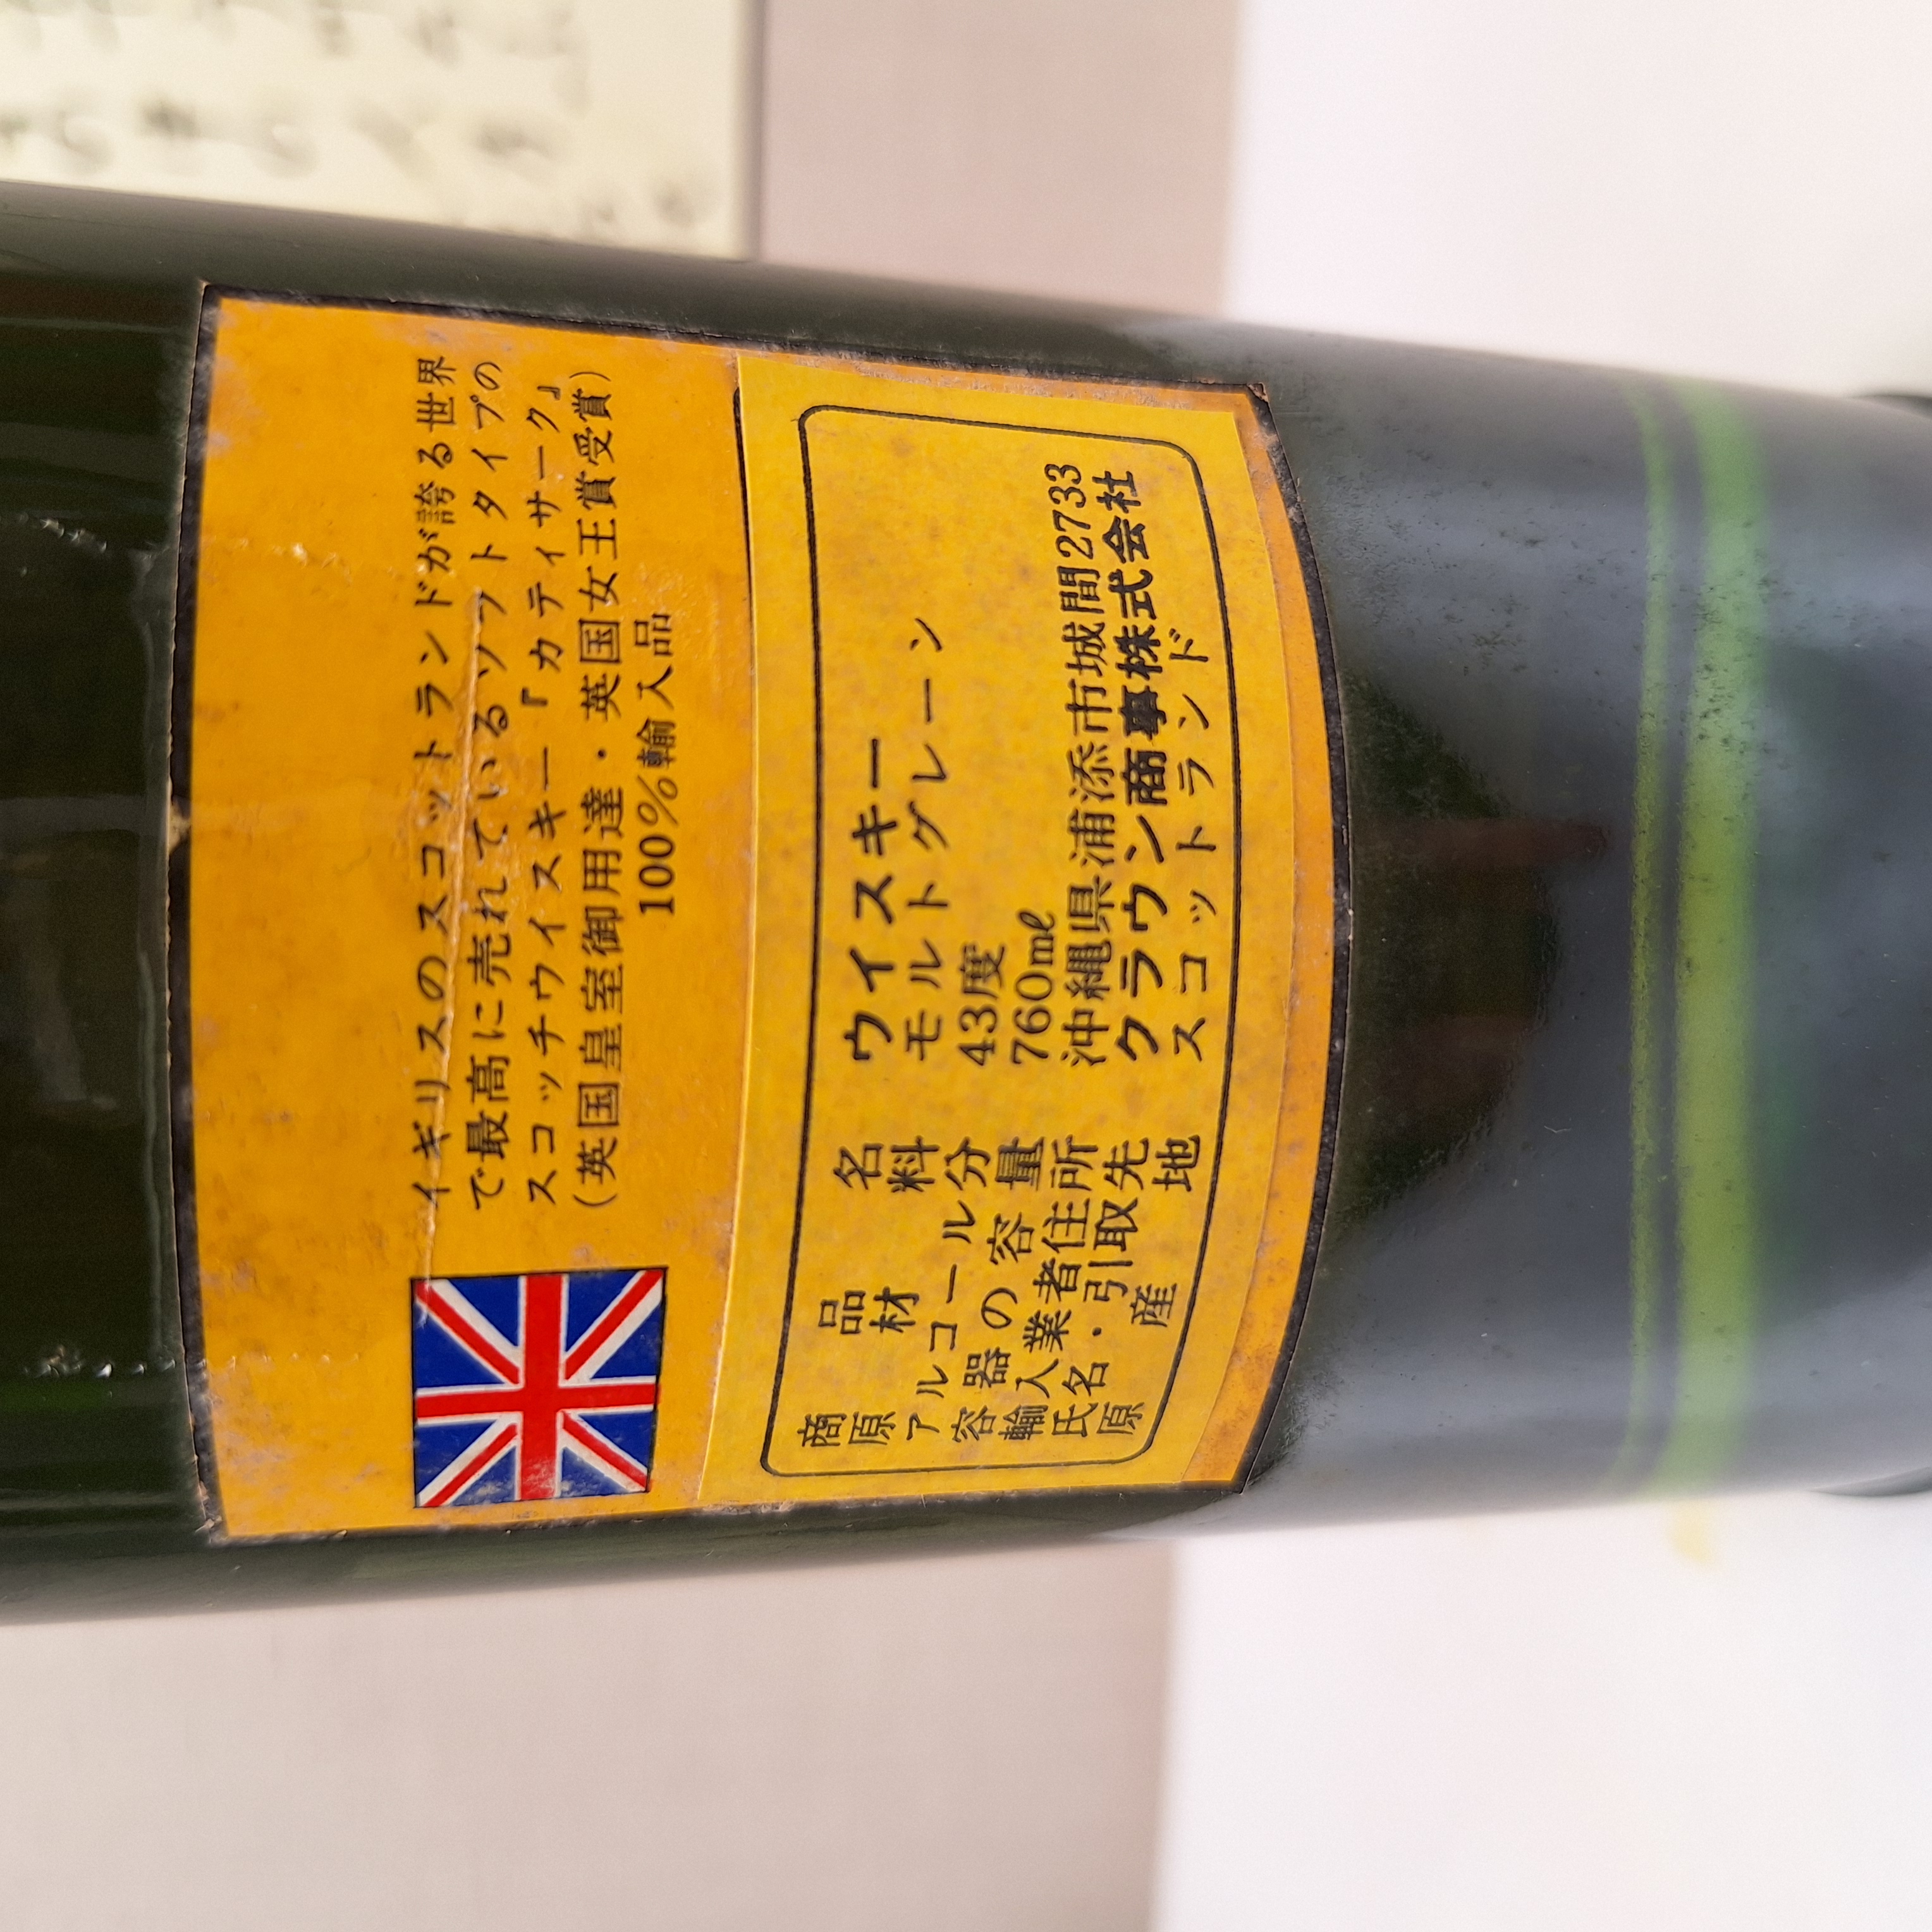 イギリスのスコットランドが誇る世界
で最高に売れているソフトタイプの
スコッチウイスキー『カティサーク』
(英国皇室御用達・英国女王賞受賞)
100%輸入品
商品名 ウイスキー
原材料 モルトグレーン
アルコール分 43度
容器の容量 760mℓ
輸入業者住所 沖縄県浦添市城間2733
氏名・引取先 クラウン商事株式会社
原産地 スコットランド